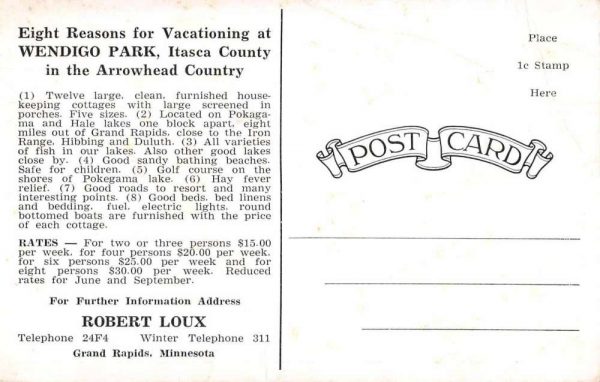 Eight Reasons for Vacationing at
WENDIGO PARK, Itasca County
in the Arrowhead Country
(1) Twelve large, clean, furnished house-
keeping cottages with large screened in
porches. Five sizes. (2) Located on Pokaga-
ma and Hale lakes one block apart, eight
miles out of Grand Rapids, close to the Iron
Range, Hibbing and Duluth. (3) All varieties
of fish in our lakes. Also other good lakes
close by. (4) Good sandy bathing beaches.
Safe for children. (5) Golf course on the
shores of Pokegama lake. (6) Hay fever
relief. (7) Good roads to resort and many
interesting points. (8) Good beds, bed linens
and bedding, fuel, electric lights, round
bottomed boats are furnished with the price
of each cottage.
RATES — For two or three persons $15.00
per week, for four persons $20.00 per week,
for six persons $25.00 per week and for
eight persons $30.00 per week. Reduced
rates for June and September.
For Further Information Address
ROBERT LOUX
Telephone 24F4 Winter Telephone 311
Grand Rapids, Minnesota
Place
1c Stamp
Here
POST CARD